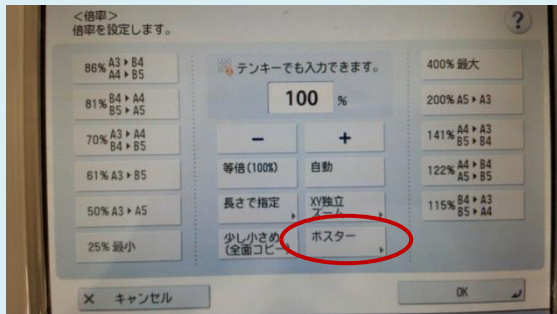 <倍率>
倍率を設定します。
?
86% A3▶B4
A4▶B5
81% B4▶A4
B5▶A5
70% A3▶A4
B4▶B5
61% A3▶B5
50% A3▶A5
25% 最小
テンキーでも入力できます。
100 %
− +
等倍(100%) 自動
長さで指定 XY独立
ズーム
少し小さめ
(全面コピー) ポスター
400% 最大
200% A5▶A3
141% A4▶A3
B5▶B4
122% A4▶B4
A5▶B5
115% B4▶A3
B5▶A4
× キャンセル
OK